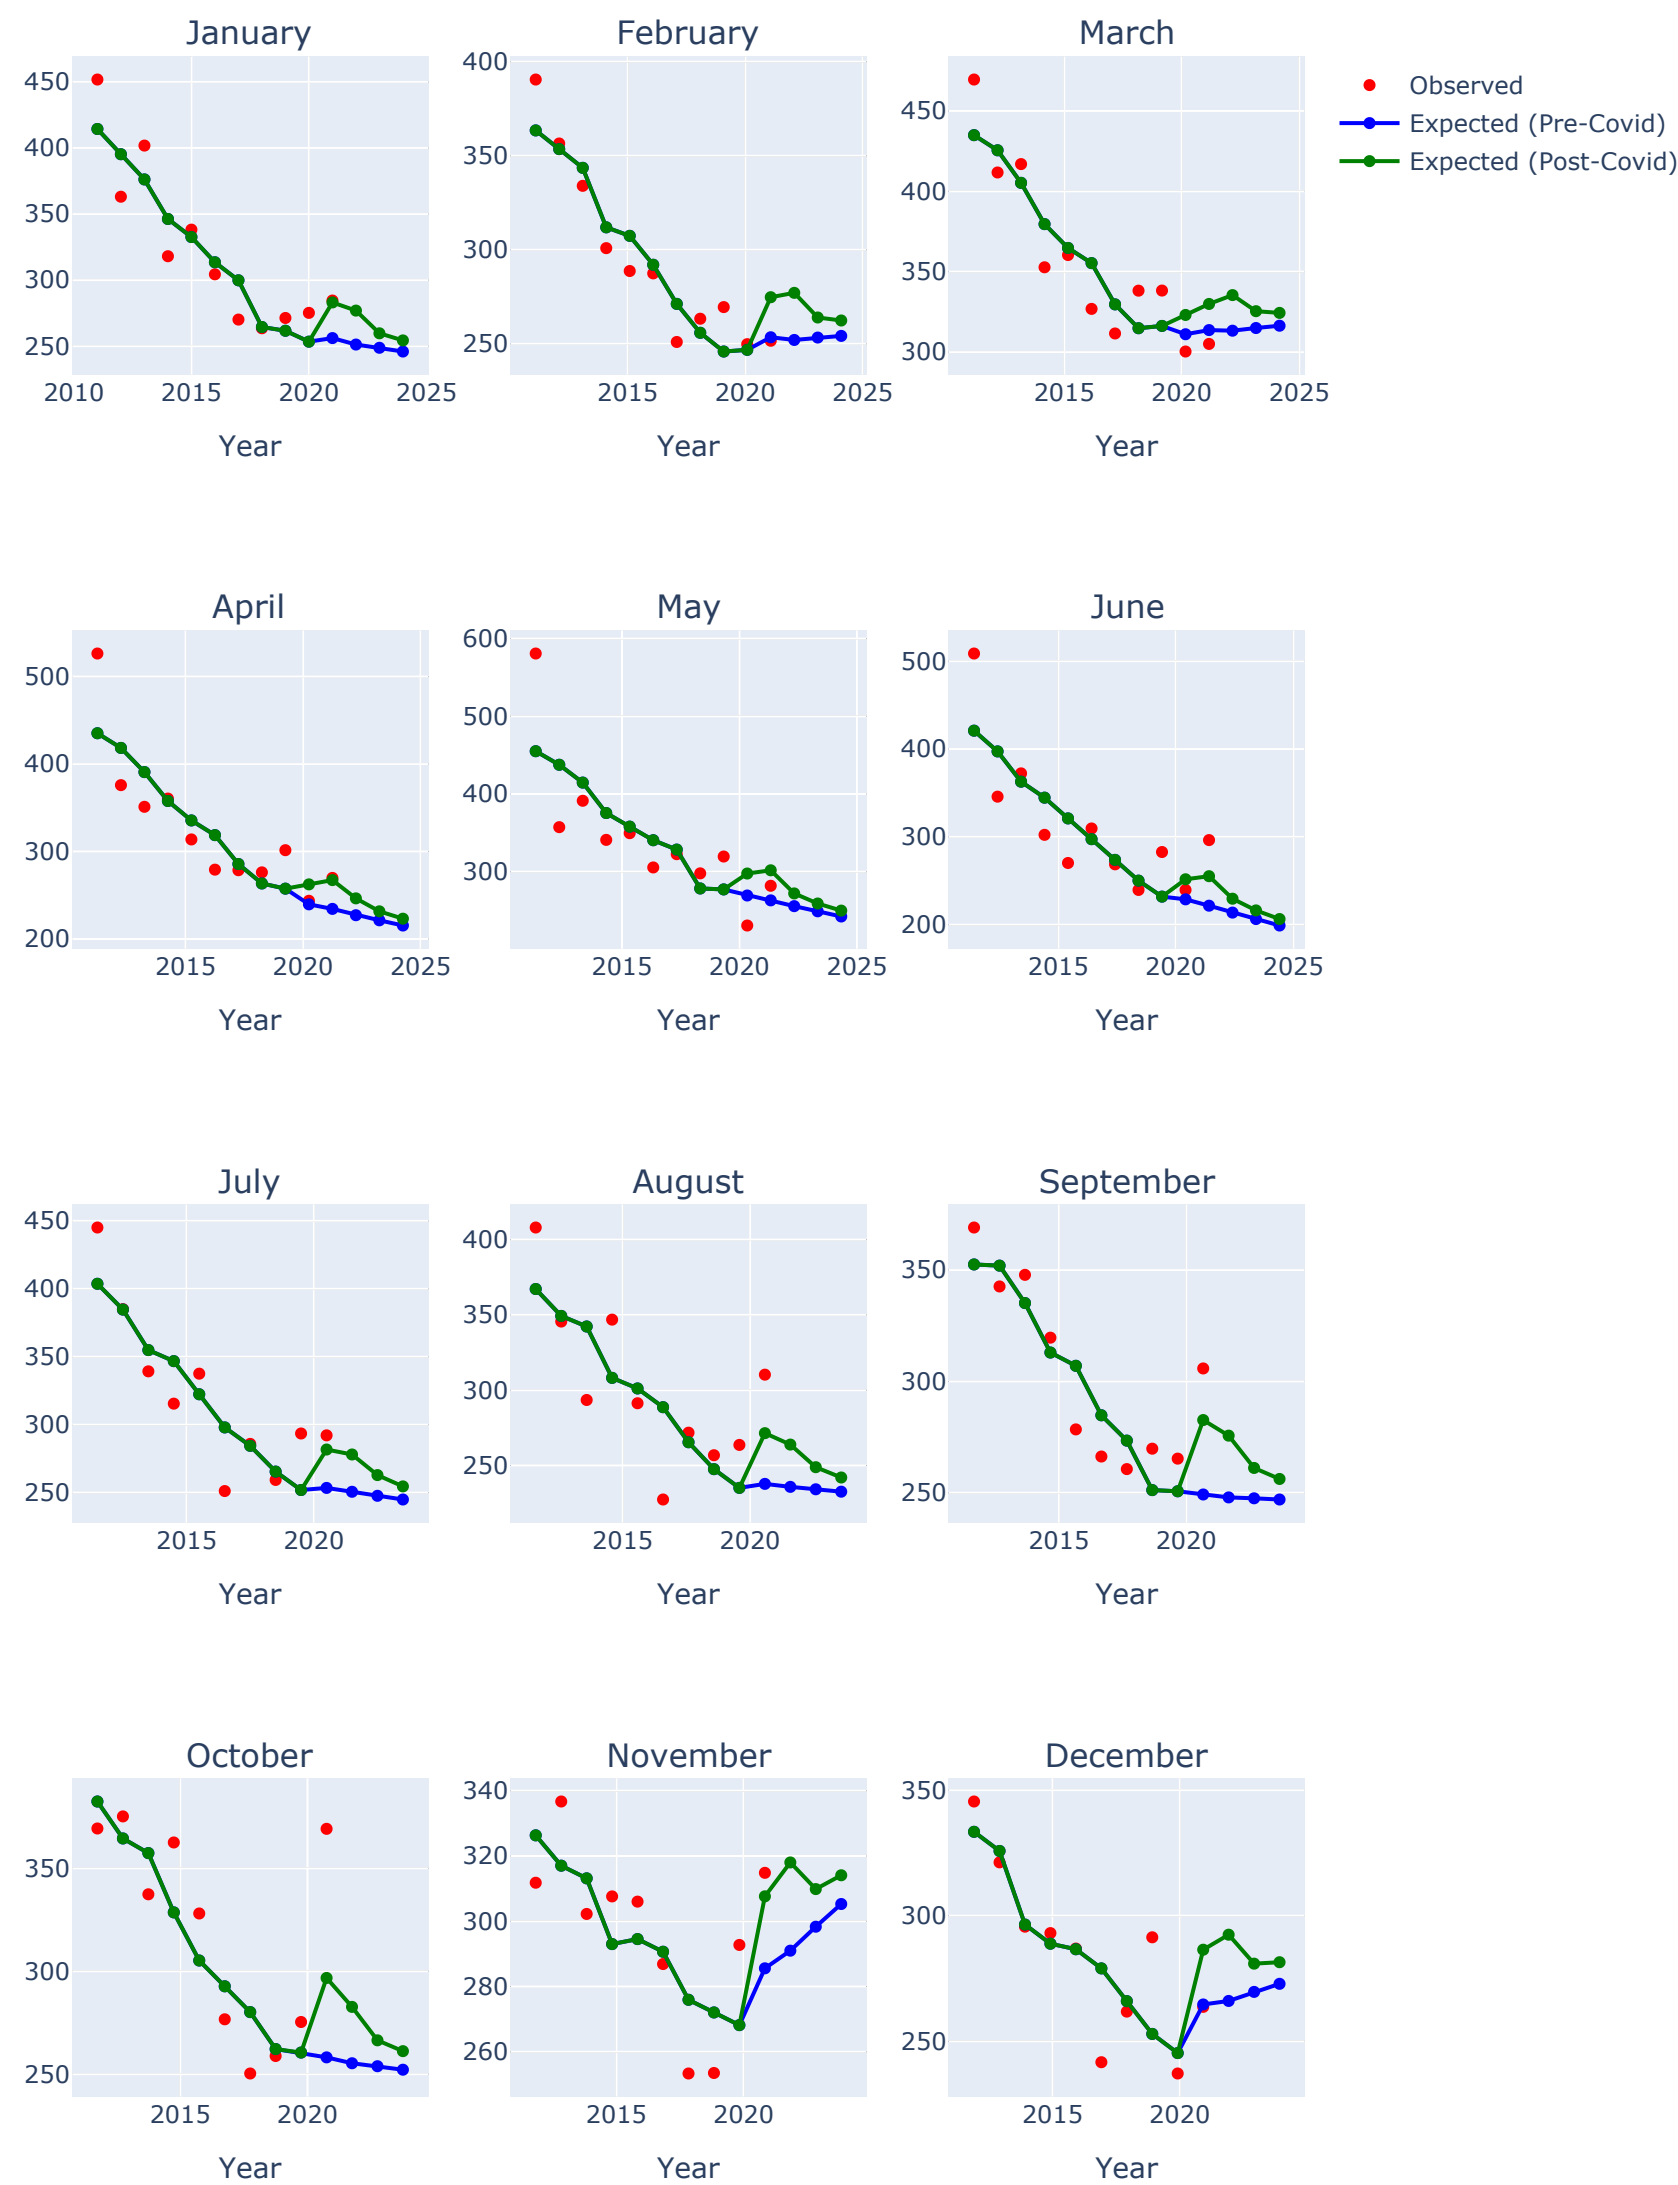 January February March
450
400
350
300
250
2010 2015 2020 2025
Year
400
350
300
250
2015 2020 2025
Year
450
400
350
300
2015 2020 2025
Year
Observed
Expected (Pre-Covid)
Expected (Post-Covid)
April May June
500
400
300
200
2015 2020 2025
Year
600
500
400
300
2015 2020 2025
Year
500
400
300
200
2015 2020 2025
Year
July August September
450
400
350
300
250
2015 2020
Year
400
350
300
250
2015 2020
Year
350
300
250
2015 2020
Year
October November December
350
300
250
2015 2020
Year
340
320
300
280
260
2015 2020
Year
350
300
250
2015 2020
Year